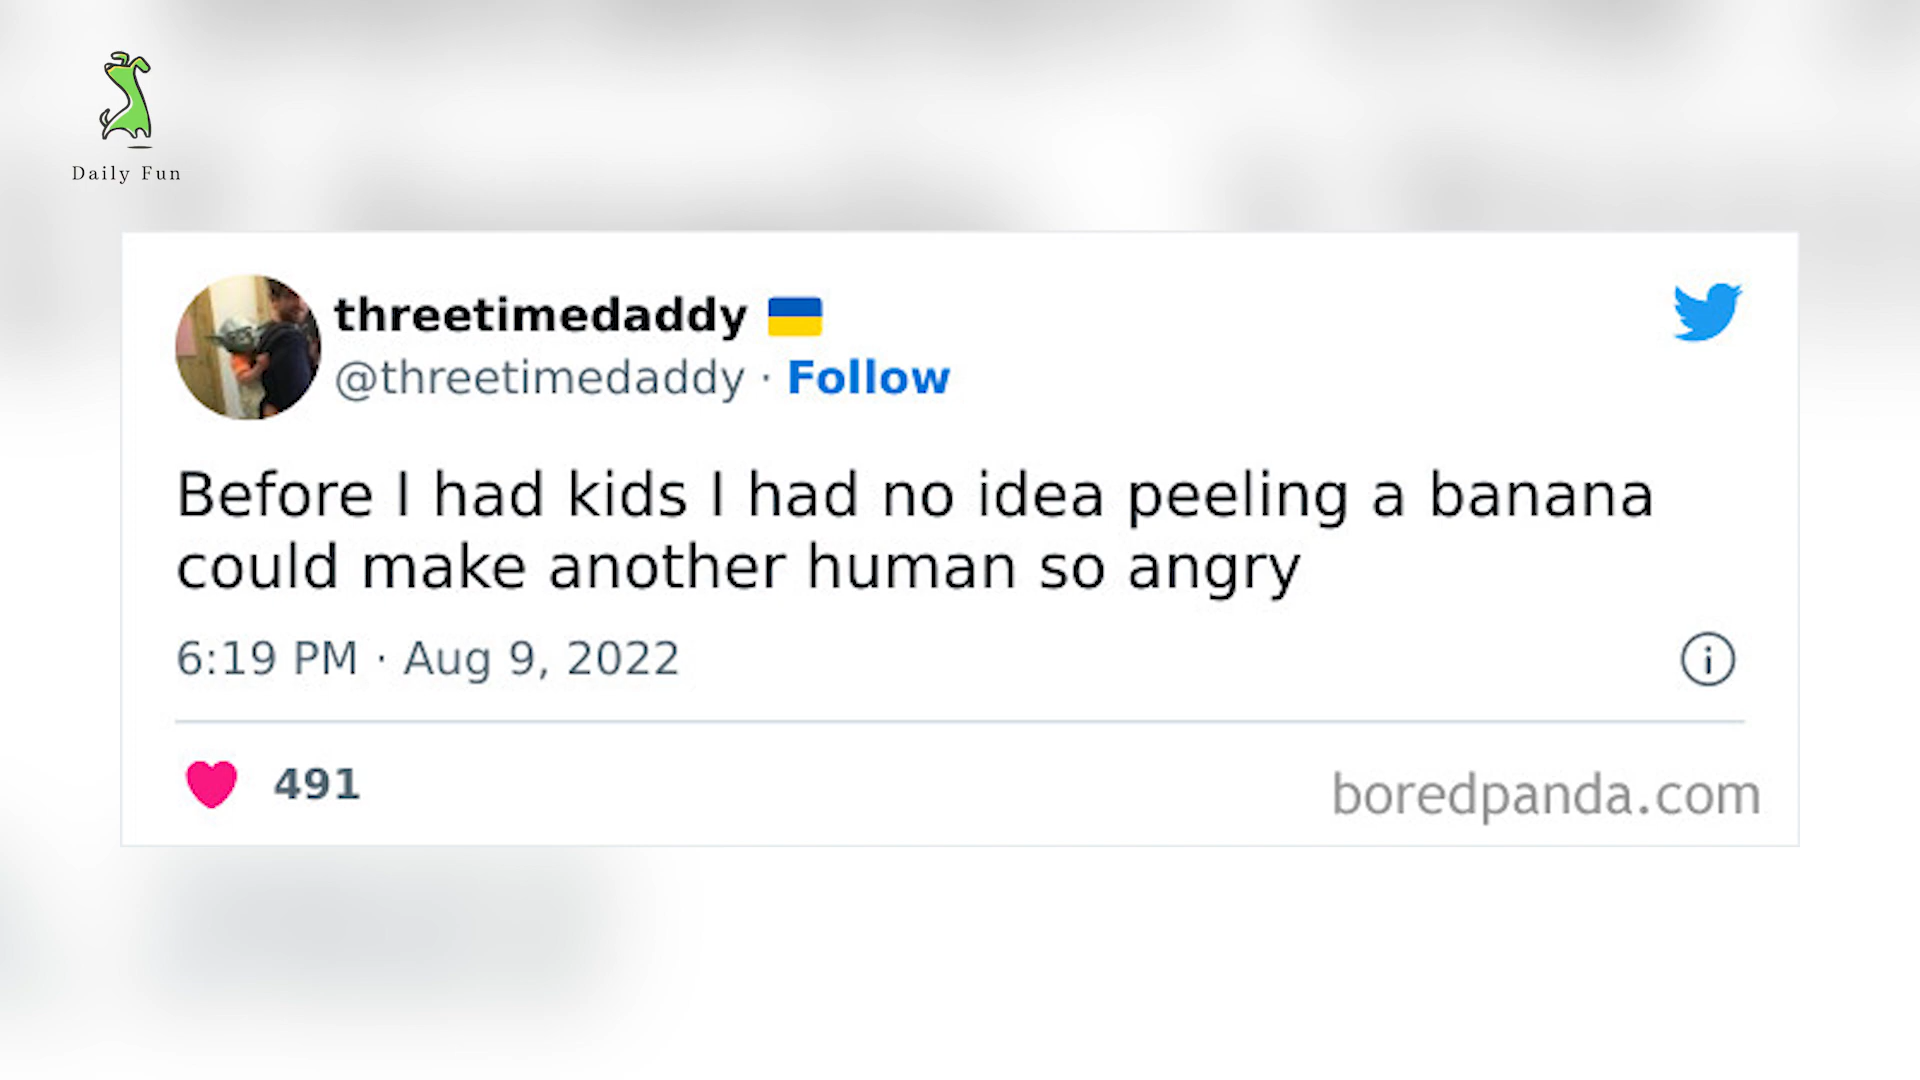 Daily Fun
threetimedaddy 🇺🇦
@threetimedaddy · Follow
Before I had kids I had no idea peeling a banana
could make another human so angry
6:19 PM · Aug 9, 2022
491
boredpanda.com